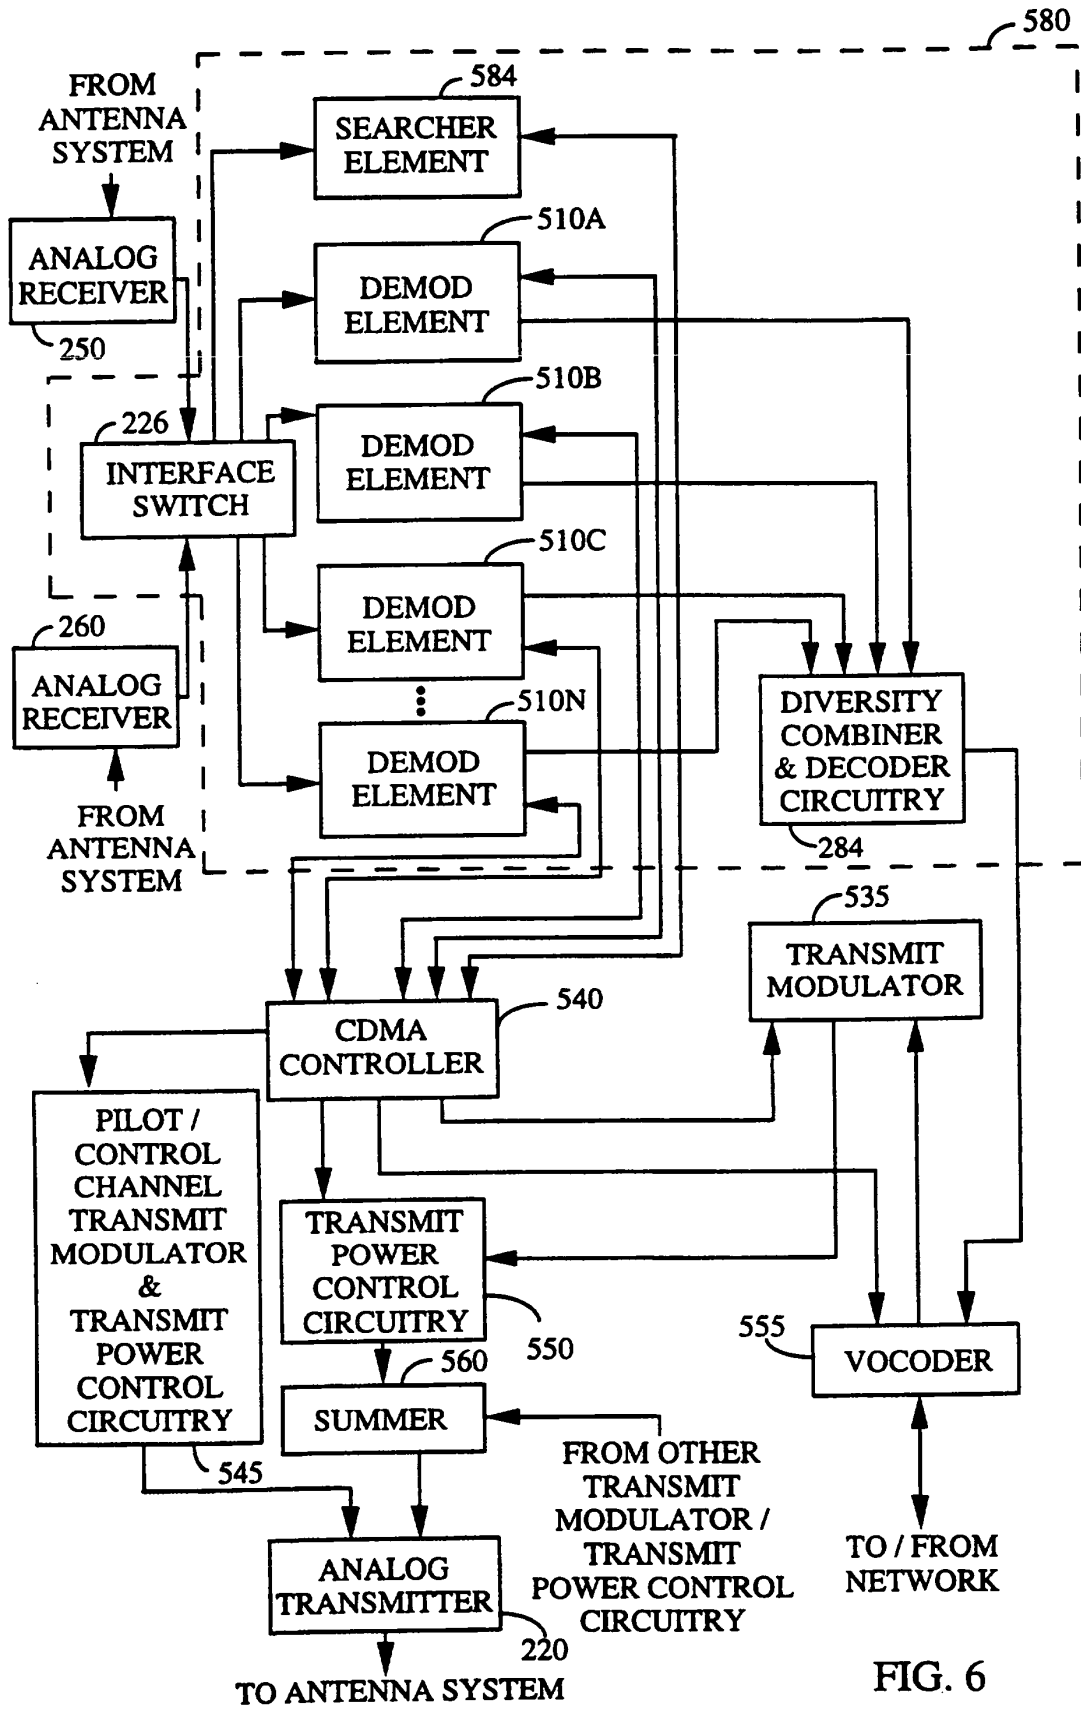 580
FROM
ANTENNA
SYSTEM
584
SEARCHER
ELEMENT
510A
ANALOG
RECEIVER
250
DEMOD
ELEMENT
510B
226
INTERFACE
SWITCH
DEMOD
ELEMENT
510C
DEMOD
ELEMENT
260
ANALOG
RECEIVER
510N
DEMOD
ELEMENT
DIVERSITY
COMBINER
& DECODER
CIRCUITRY
284
FROM
ANTENNA
SYSTEM
535
TRANSMIT
MODULATOR
540
CDMA
CONTROLLER
PILOT /
CONTROL
CHANNEL
TRANSMIT
MODULATOR
&
TRANSMIT
POWER
CONTROL
CIRCUITRY
545
TRANSMIT
POWER
CONTROL
CIRCUITRY
550
555
VOCODER
560
SUMMER
FROM OTHER
TRANSMIT
MODULATOR /
TRANSMIT
POWER CONTROL
CIRCUITRY
TO / FROM
NETWORK
ANALOG
TRANSMITTER
220
TO ANTENNA SYSTEM
FIG. 6